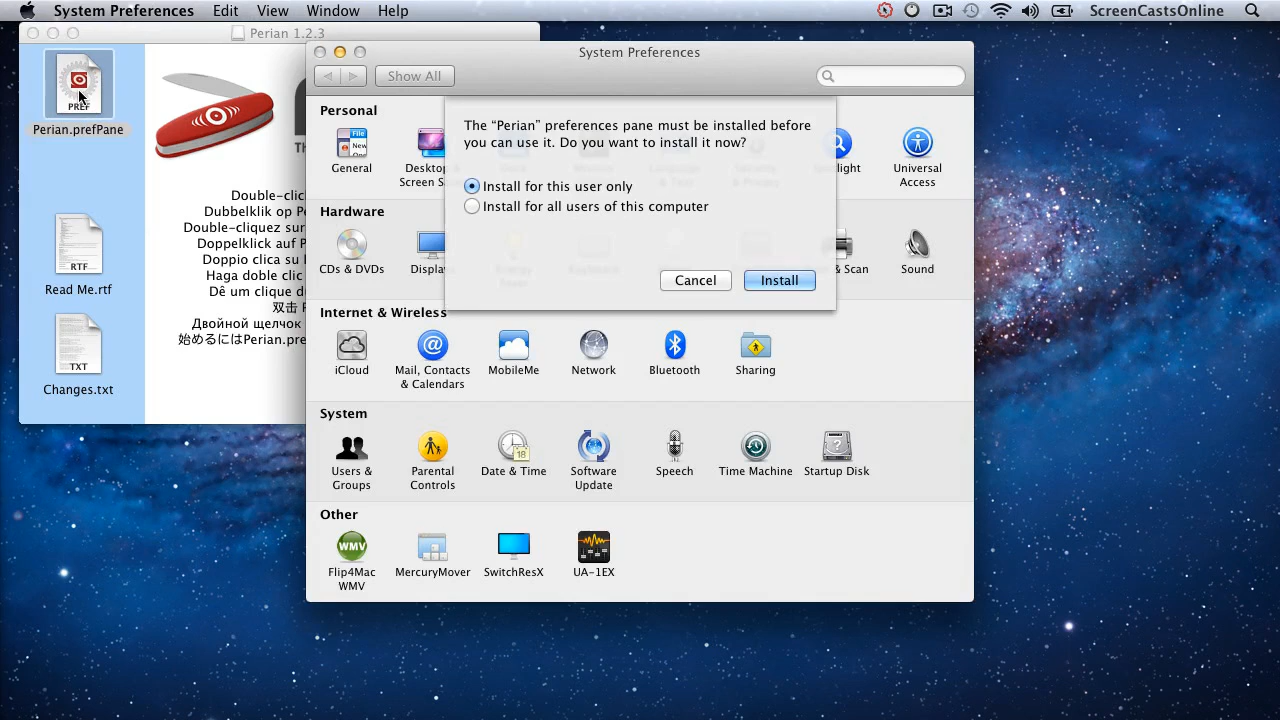 System Preferences Edit View Window Help ScreenCastsOnline
Perian 1.2.3
PREF
Perian.prefPane
Double-clic
Dubbelklik op P
Double-cliquez sur
Doppelklick auf P
Doppio clica su
Haga doble clic
Dê um clique d
双击
Двойной щелчок
始めるにはPerian.pre
RTF
Read Me.rtf
TXT
Changes.txt
System Preferences
Show All
The “Perian” preferences pane must be installed before
you can use it. Do you want to install it now?
Install for this user only
Install for all users of this computer
Cancel Install
Personal
General
Desktop
Screen S
Spotlight
Universal
Access
Hardware
CDs & DVDs
Display
& Scan
Sound
Internet & Wireless
iCloud
Mail, Contacts
& Calendars
MobileMe
Network
Bluetooth
Sharing
System
Users &
Groups
Parental
Controls
18
Date & Time
Software
Update
Speech
Time Machine
Startup Disk
Other
WMV
Flip4Mac
WMV
MercuryMover
SwitchResX
UA-1EX